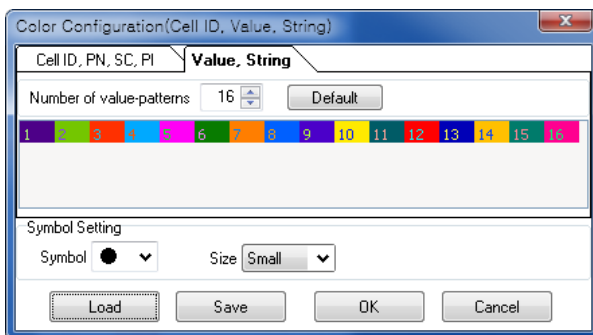 Color Configuration(Cell ID, Value, String)
Cell ID, PN, SC, PI Value, String
Number of value-patterns 16 Default
1 2 3 4 5 6 7 8 9 10 11 12 13 14 15 16
Symbol Setting
Symbol Size Small
Load Save OK Cancel